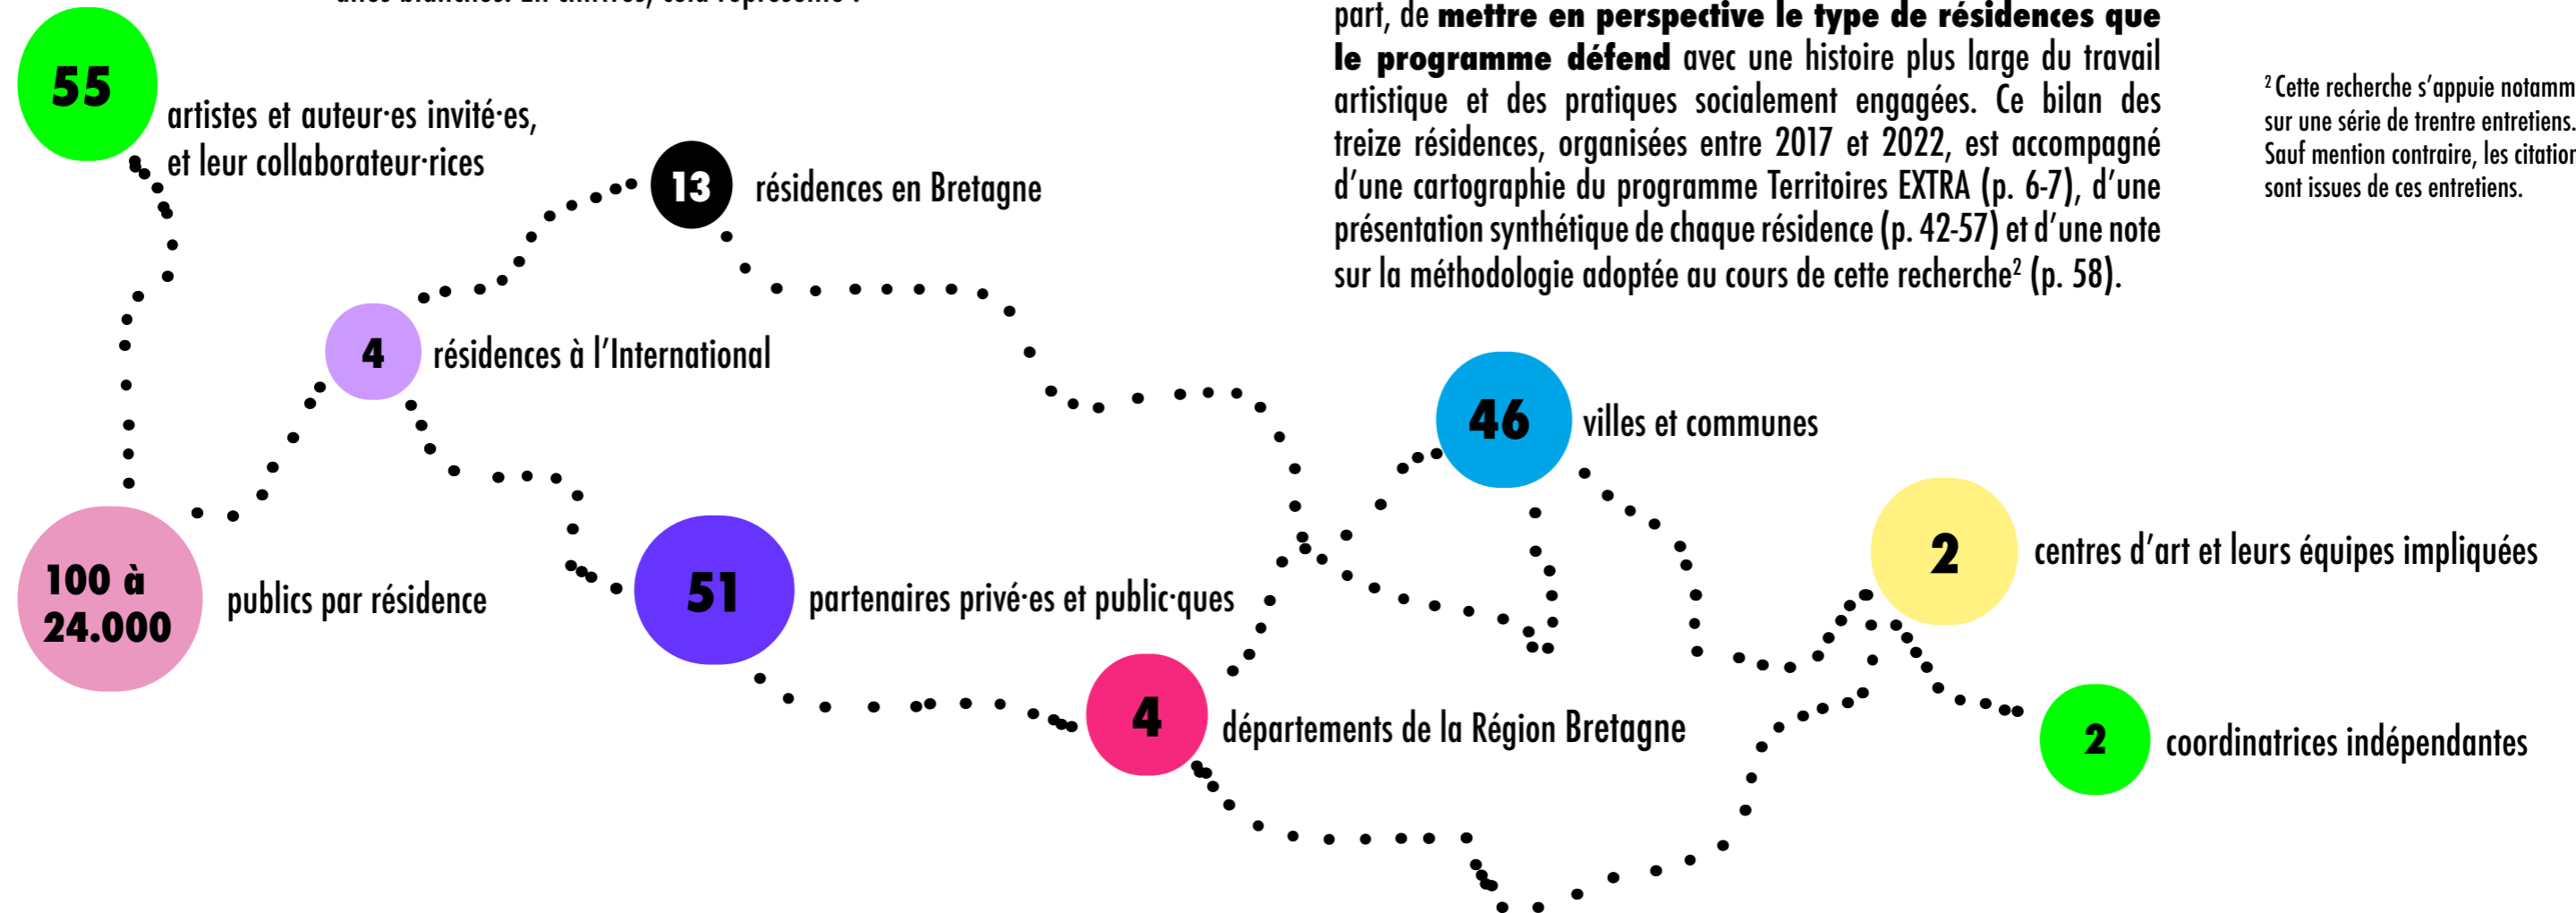 part, de mettre en perspective le type de résidences que
le programme défend avec une histoire plus large du travail
artistique et des pratiques socialement engagées. Ce bilan des
treize résidences, organisées entre 2017 et 2022, est accompagné
d'une cartographie du programme Territoires EXTRA (p. 6-7), d'une
présentation synthétique de chaque résidence (p. 42-57) et d'une note
sur la méthodologie adoptée au cours de cette recherche² (p. 58).
² Cette recherche s'appuie notamm
sur une série de trentre entretiens.
Sauf mention contraire, les citation
sont issues de ces entretiens.
55
artistes et auteur·es invité·es,
et leur collaborateur·rices
13
résidences en Bretagne
4
résidences à l'International
46
villes et communes
2
centres d'art et leurs équipes impliquées
100 à
24.000
publics par résidence
51
partenaires privé·es et public·ques
4
départements de la Région Bretagne
2
coordinatrices indépendantes